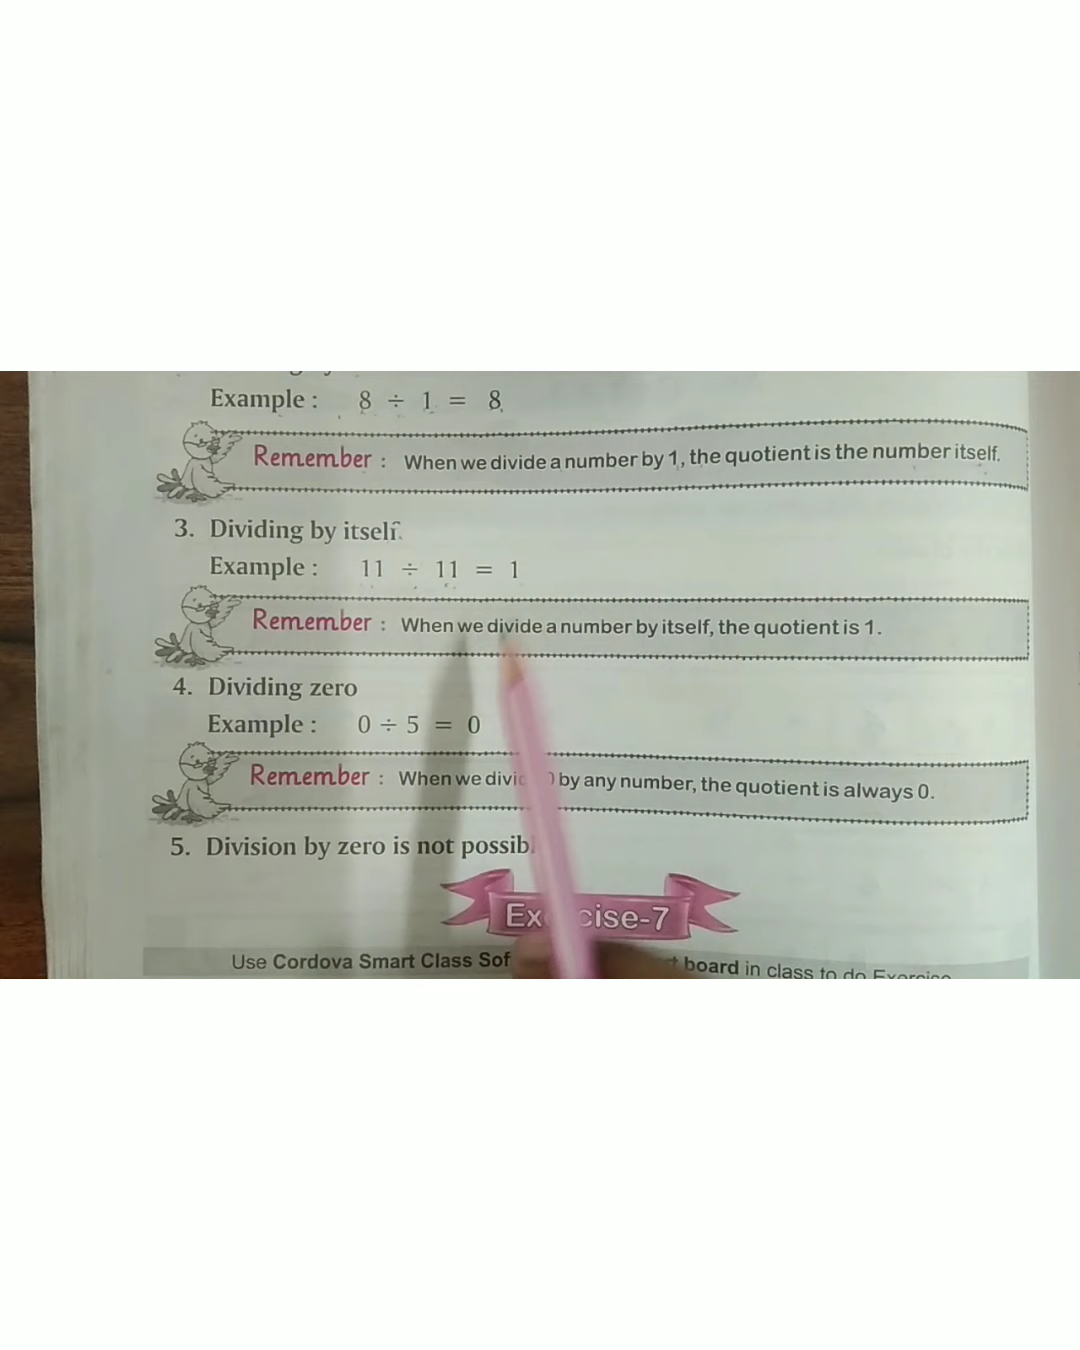 Example : 8 ÷ 1 = 8
Remember : When we divide a number by 1, the quotient is the number itself.
3. Dividing by itself.
Example : 11 ÷ 11 = 1
Remember : When we divide a number by itself, the quotient is 1.
4. Dividing zero
Example : 0 ÷ 5 = 0
Remember : When we 0 by any number, the quotient is always 0.
5. Division by zero is not
Exercise-7
Use Cordova Smart Class board in class to do